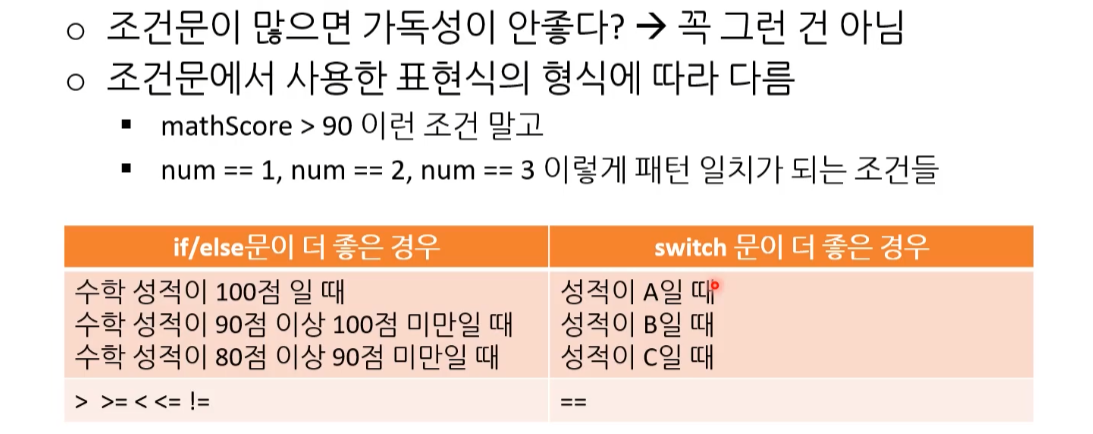 ○ 조건문이 많으면 가독성이 안좋다? → 꼭 그런 건 아님
○ 조건문에서 사용한 표현식의 형식에 따라 다름
▪ mathScore > 90 이런 조건 말고
▪ num == 1, num == 2, num == 3 이렇게 패턴 일치가 되는 조건들
if/else문이 더 좋은 경우
switch 문이 더 좋은 경우
수학 성적이 100점 일 때
수학 성적이 90점 이상 100점 미만일 때
수학 성적이 80점 이상 90점 미만일 때
성적이 A일 때
성적이 B일 때
성적이 C일 때
> >= < <= !=
==